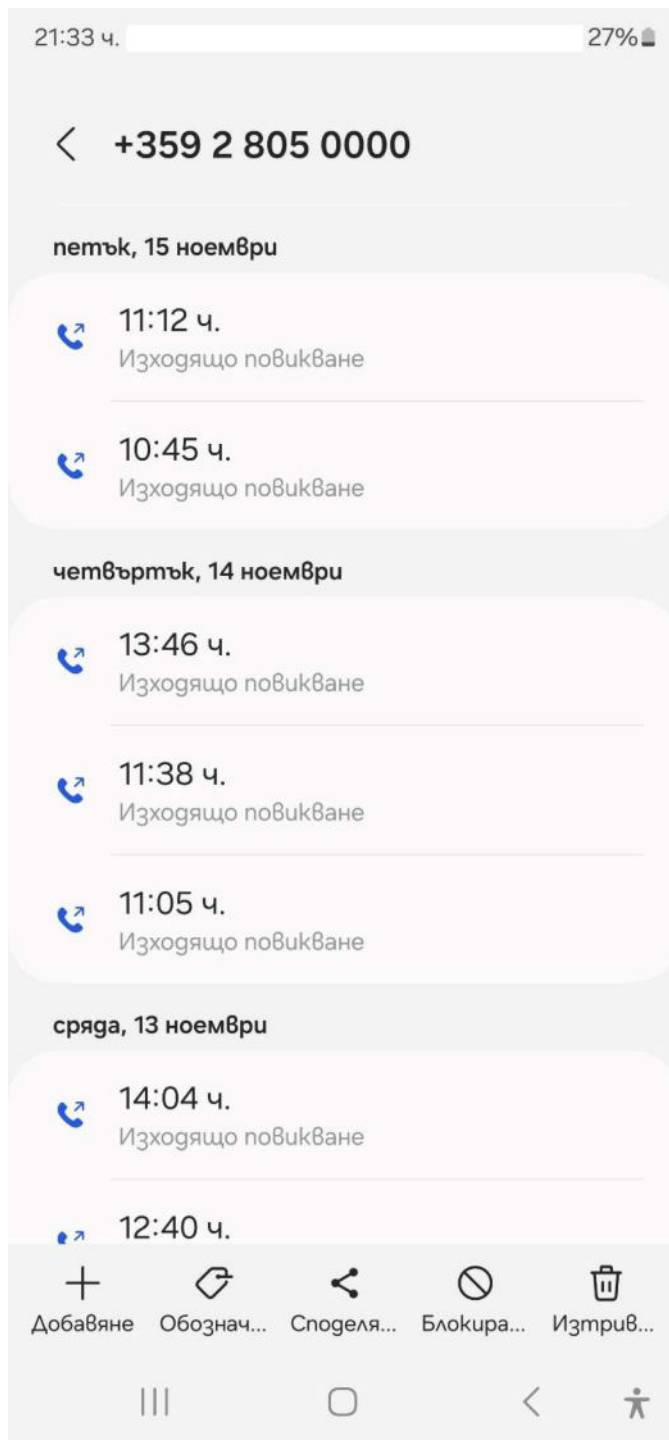 21:33 ч. 27%
+359 2 805 0000
петък, 15 ноември
11:12 ч.
Изходящо повикване
10:45 ч.
Изходящо повикване
четвъртък, 14 ноември
13:46 ч.
Изходящо повикване
11:38 ч.
Изходящо повикване
11:05 ч.
Изходящо повикване
сряда, 13 ноември
14:04 ч.
Изходящо повикване
12:40 ч.
Добавяне Обознач... Споделя... Блокира... Изтрив...